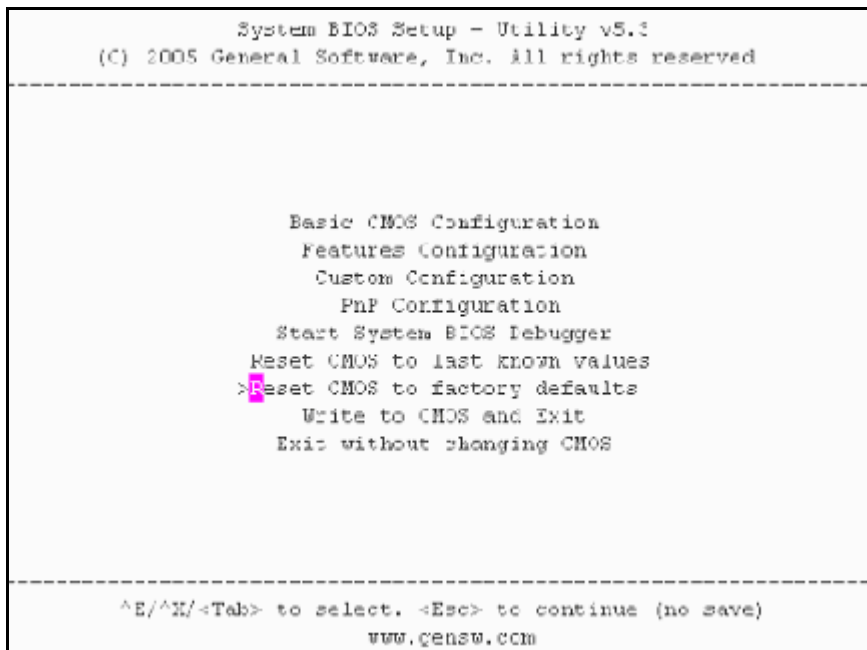 System BIOS Setup - Utility v5.3
(C) 2005 General Software, Inc. All rights reserved
Basic CMOS Configuration
Features Configuration
Custom Configuration
PnP Configuration
Start System BIOS Debugger
Reset CMOS to last known values
>Reset CMOS to factory defaults
Write to CMOS and Exit
Exit without changing CMOS
^E/^X/<Tab> to select. <Esc> to continue (no save)
www.gensw.com